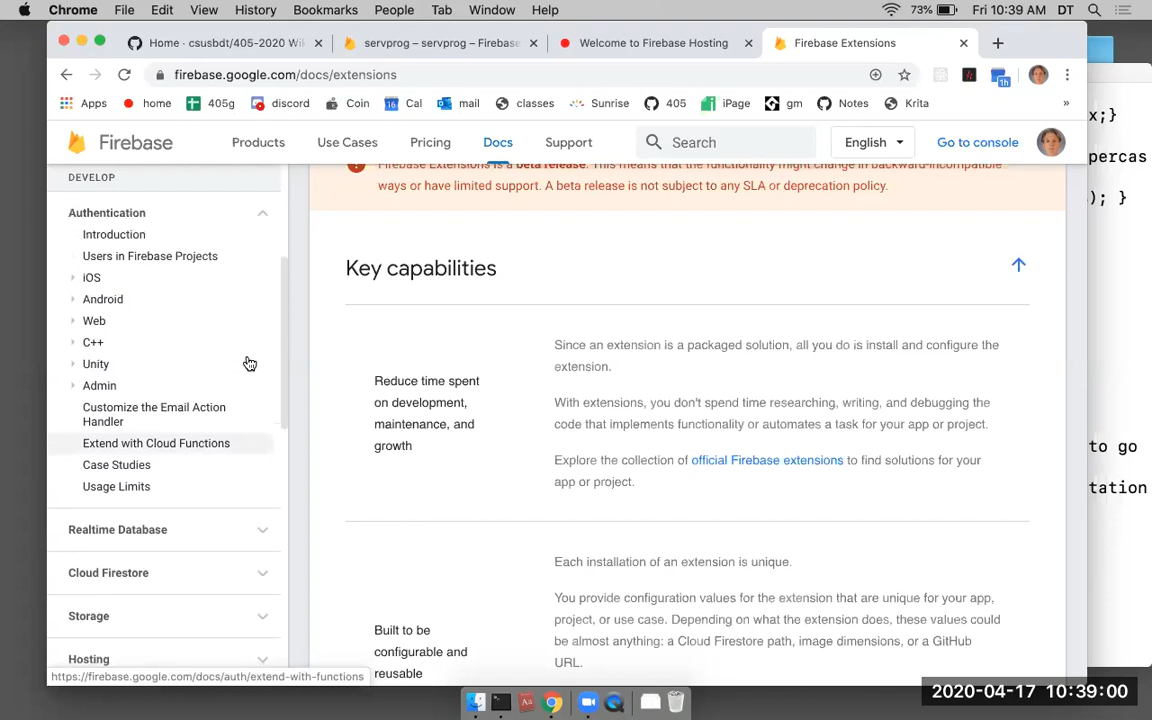 Chrome File Edit View History Bookmarks People Tab Window Help 73% Fri 10:39 AM DT
Home · csusbdt/405-2020 Wik servprog – servprog – Firebase Welcome to Firebase Hosting Firebase Extensions
firebase.google.com/docs/extensions 1h
Apps home 405g discord Coin 16 Cal mail classes Sunrise 405 iPage gm Notes Krita »
Firebase Products Use Cases Pricing Docs Support Search English Go to console
x;}
percas
); }
to go
tation
DEVELOP
Authentication
Introduction
Users in Firebase Projects
iOS
Android
Web
C++
Unity
Admin
Customize the Email Action
Handler
Extend with Cloud Functions
Case Studies
Usage Limits
Realtime Database
Cloud Firestore
Storage
Hosting
https://firebase.google.com/docs/auth/extend-with-functions
Firebase Extensions is a beta release. This means that the functionality might change in backward-incompatible
ways or have limited support. A beta release is not subject to any SLA or deprecation policy.
Key capabilities
Reduce time spent
on development,
maintenance, and
growth
Since an extension is a packaged solution, all you do is install and configure the
extension.
With extensions, you don't spend time researching, writing, and debugging the
code that implements functionality or automates a task for your app or project.
Explore the collection of official Firebase extensions to find solutions for your
app or project.
Built to be
configurable and
reusable
Each installation of an extension is unique.
You provide configuration values for the extension that are unique for your app,
project, or use case. Depending on what the extension does, these values could
be almost anything: a Cloud Firestore path, image dimensions, or a GitHub
URL.
2020-04-17 10:39:00